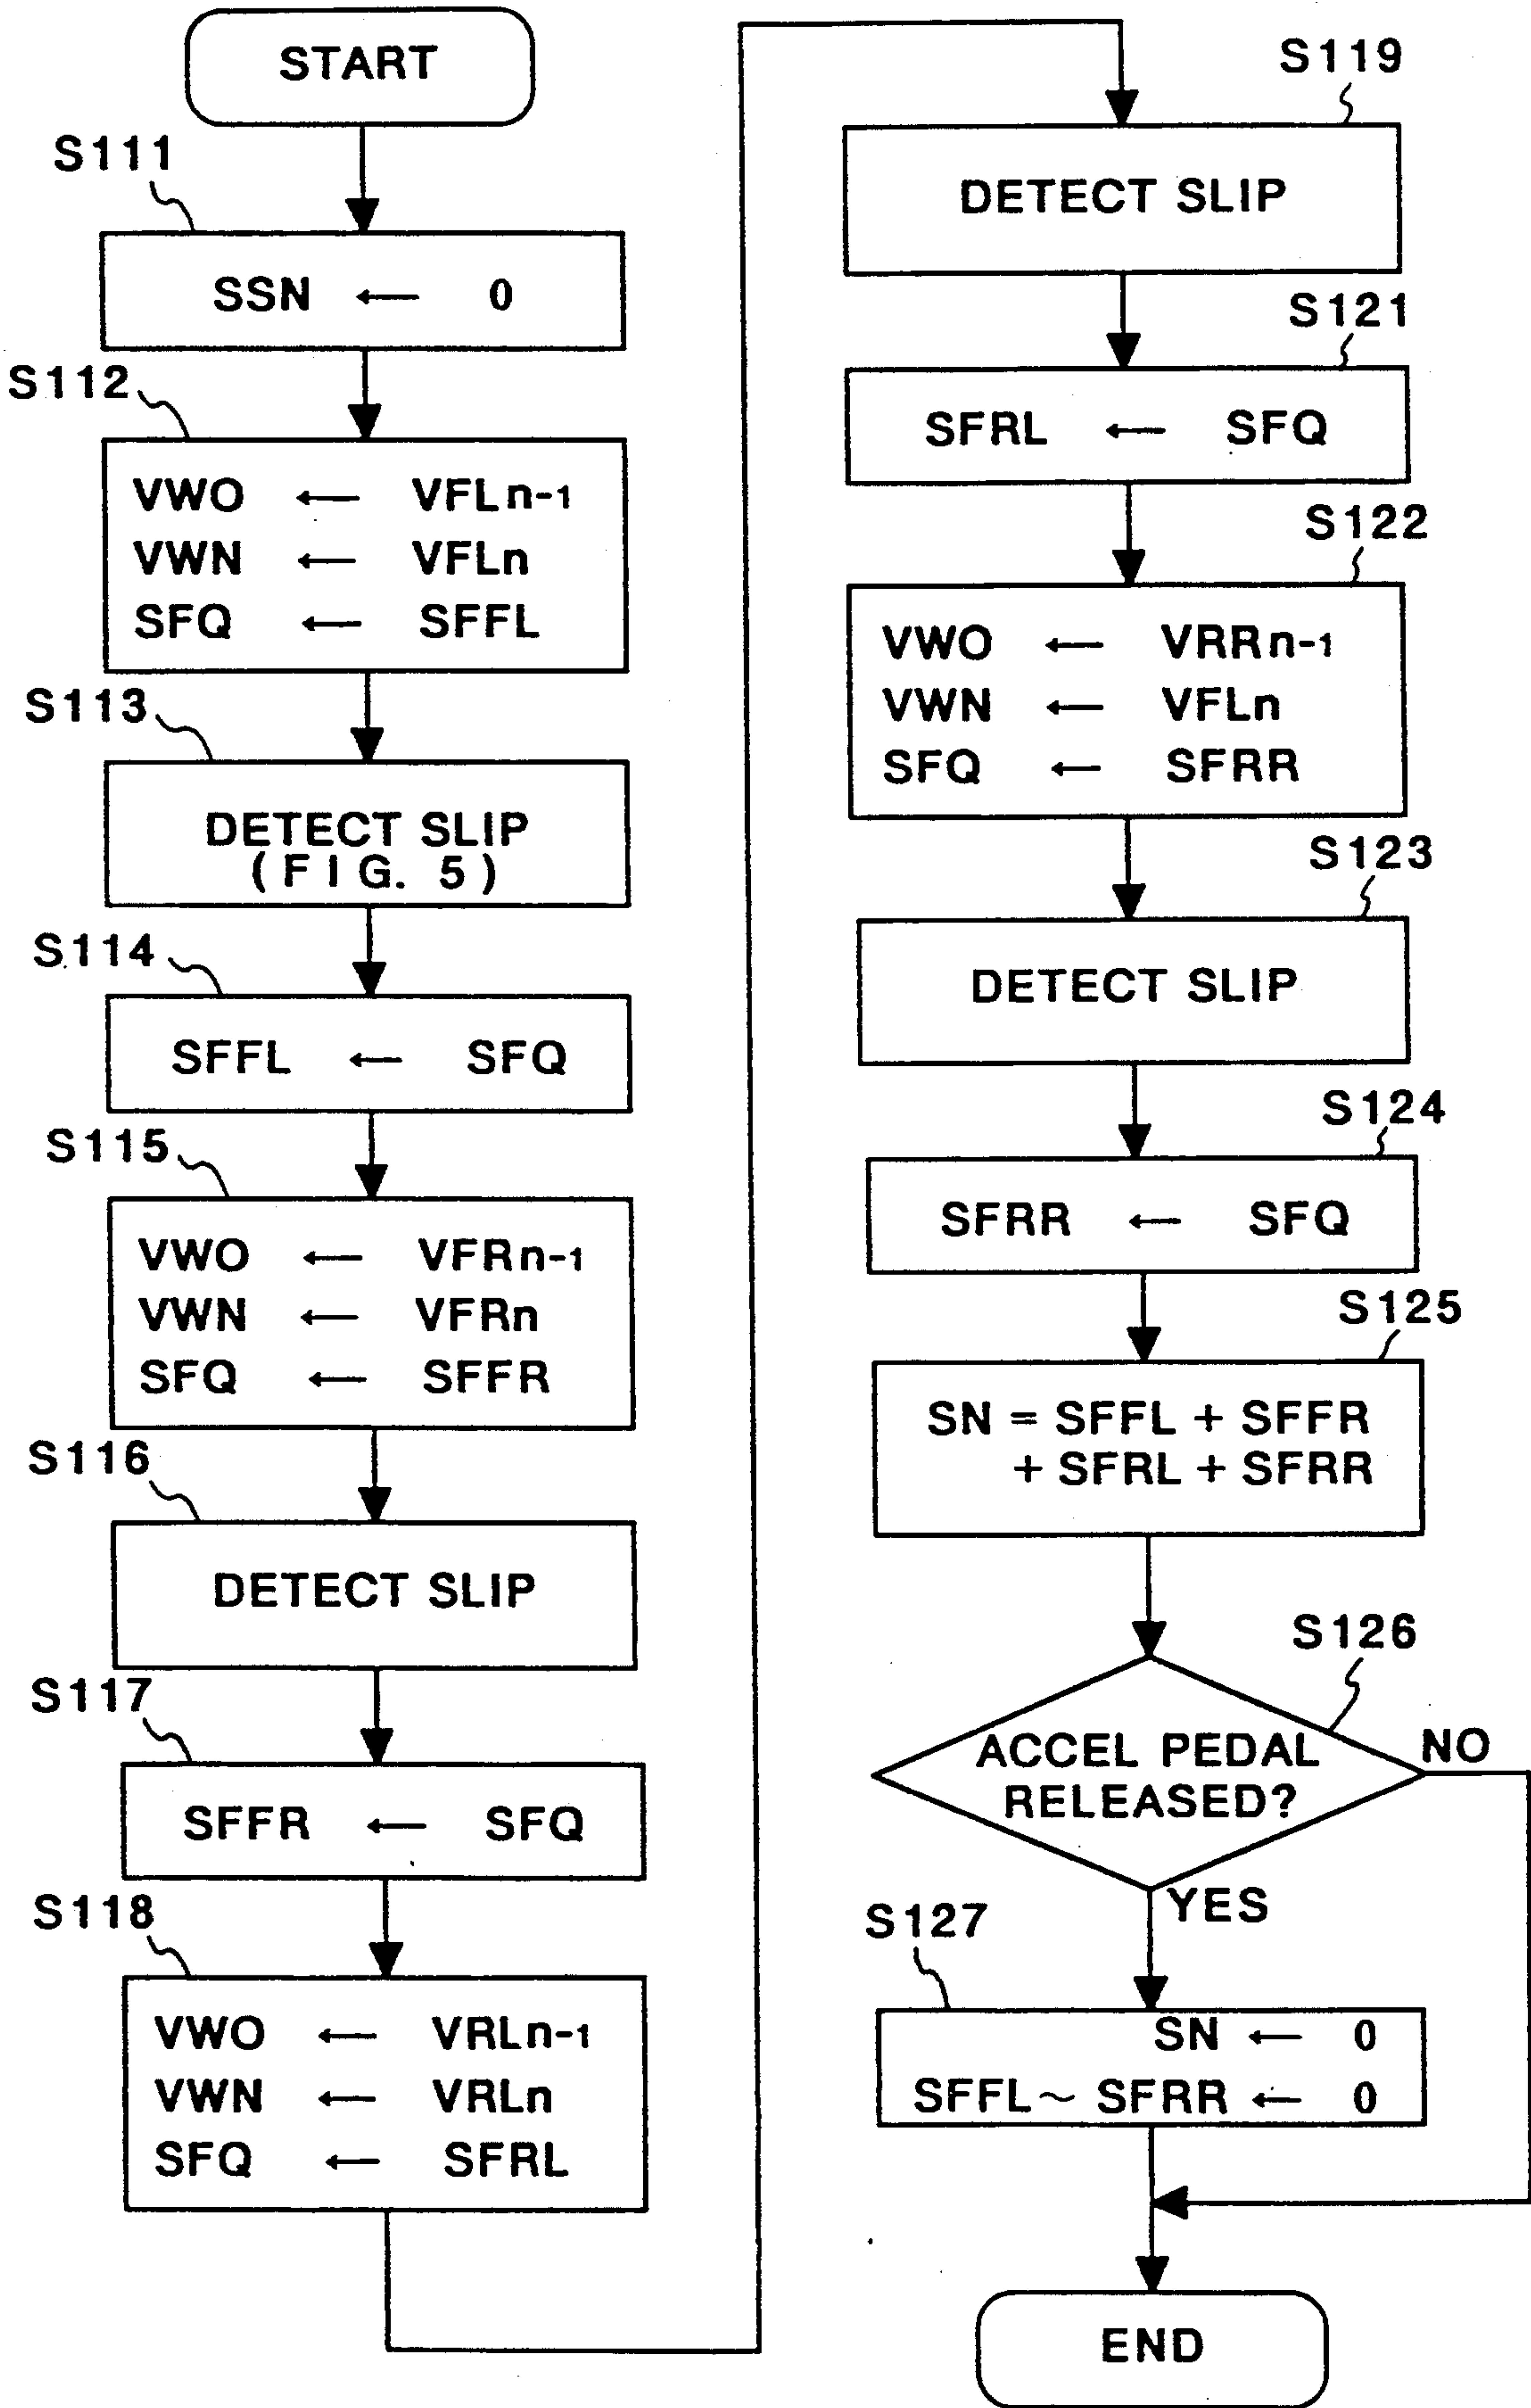 START
S111
SSN ← 0
S112
VWO ← VFLn-1
VWN ← VFLn
SFQ ← SFFL
S113
DETECT SLIP
(FIG. 5)
S114
SFFL ← SFQ
S115
VWO ← VFRn-1
VWN ← VFRn
SFQ ← SFFR
S116
DETECT SLIP
S117
SFFR ← SFQ
S118
VWO ← VRLn-1
VWN ← VRLn
SFQ ← SFRL
S119
DETECT SLIP
S121
SFRL ← SFQ
S122
VWO ← VRRn-1
VWN ← VFLn
SFQ ← SFRR
S123
DETECT SLIP
S124
SFRR ← SFQ
S125
SN = SFFL + SFFR
+ SFRL + SFRR
S126
ACCEL PEDAL
RELEASED?
NO
YES
S127
SN ← 0
SFFL ~ SFRR ← 0
END